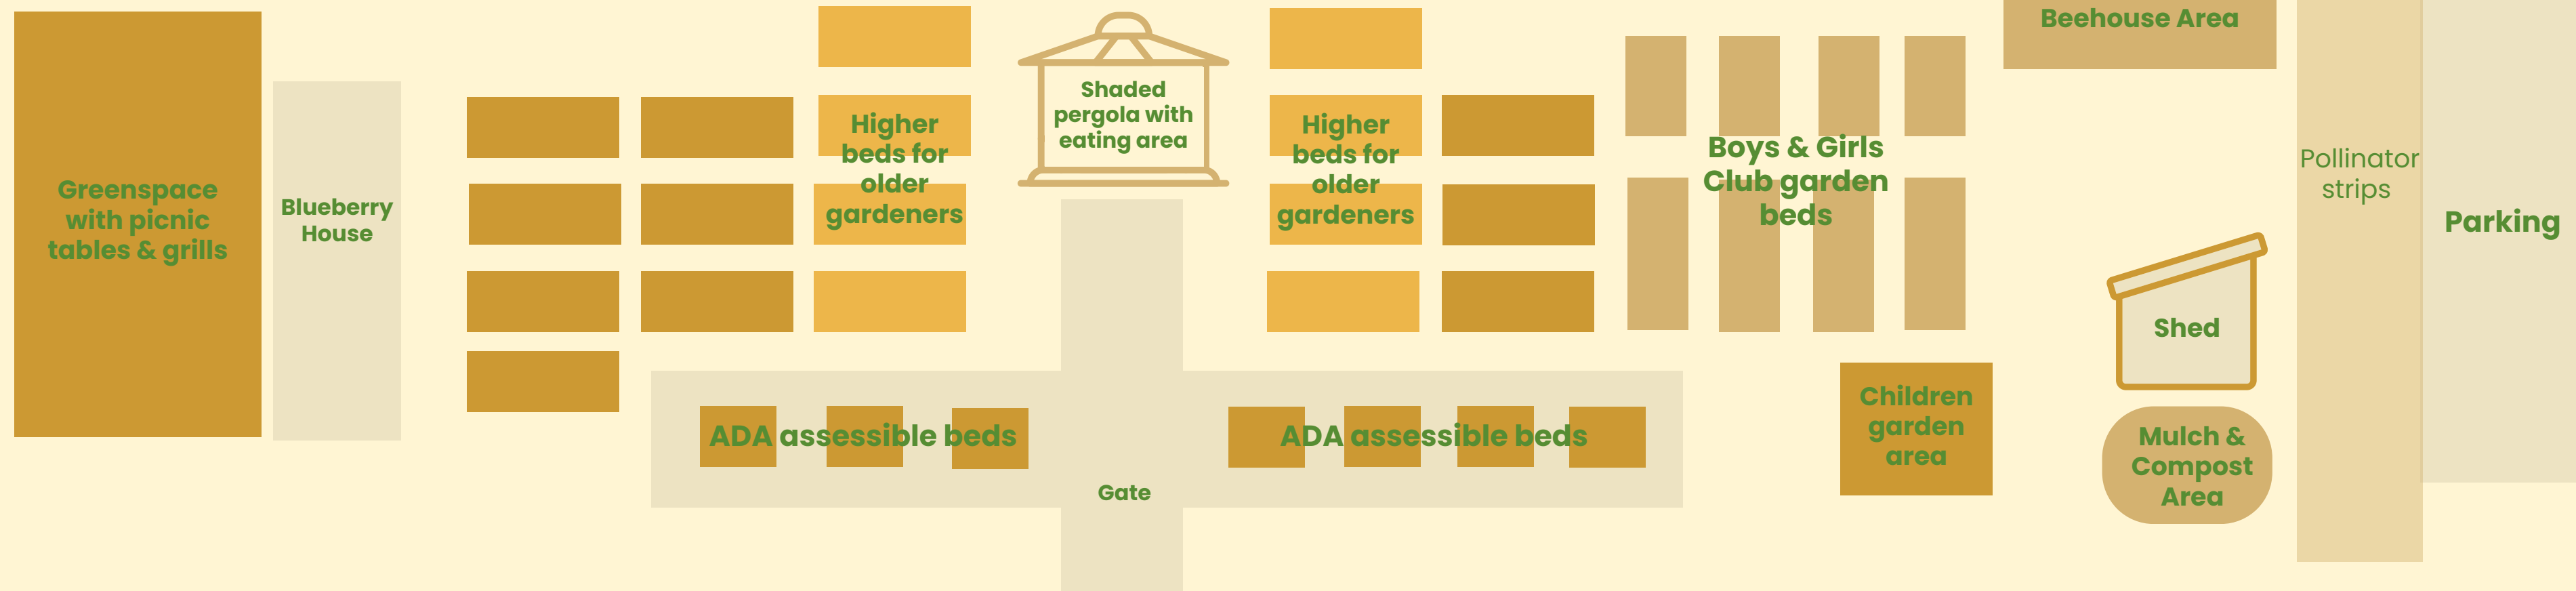 Greenspace
with picnic
tables & grills
Blueberry
House
Higher
beds for
older
gardeners
Shaded
pergola with
eating area
Higher
beds for
older
gardeners
Boys & Girls
Club garden
beds
Beehouse Area
Pollinator
strips
Parking
Shed
ADA assessible beds
ADA assessible beds
Gate
Children
garden
area
Mulch &
Compost
Area